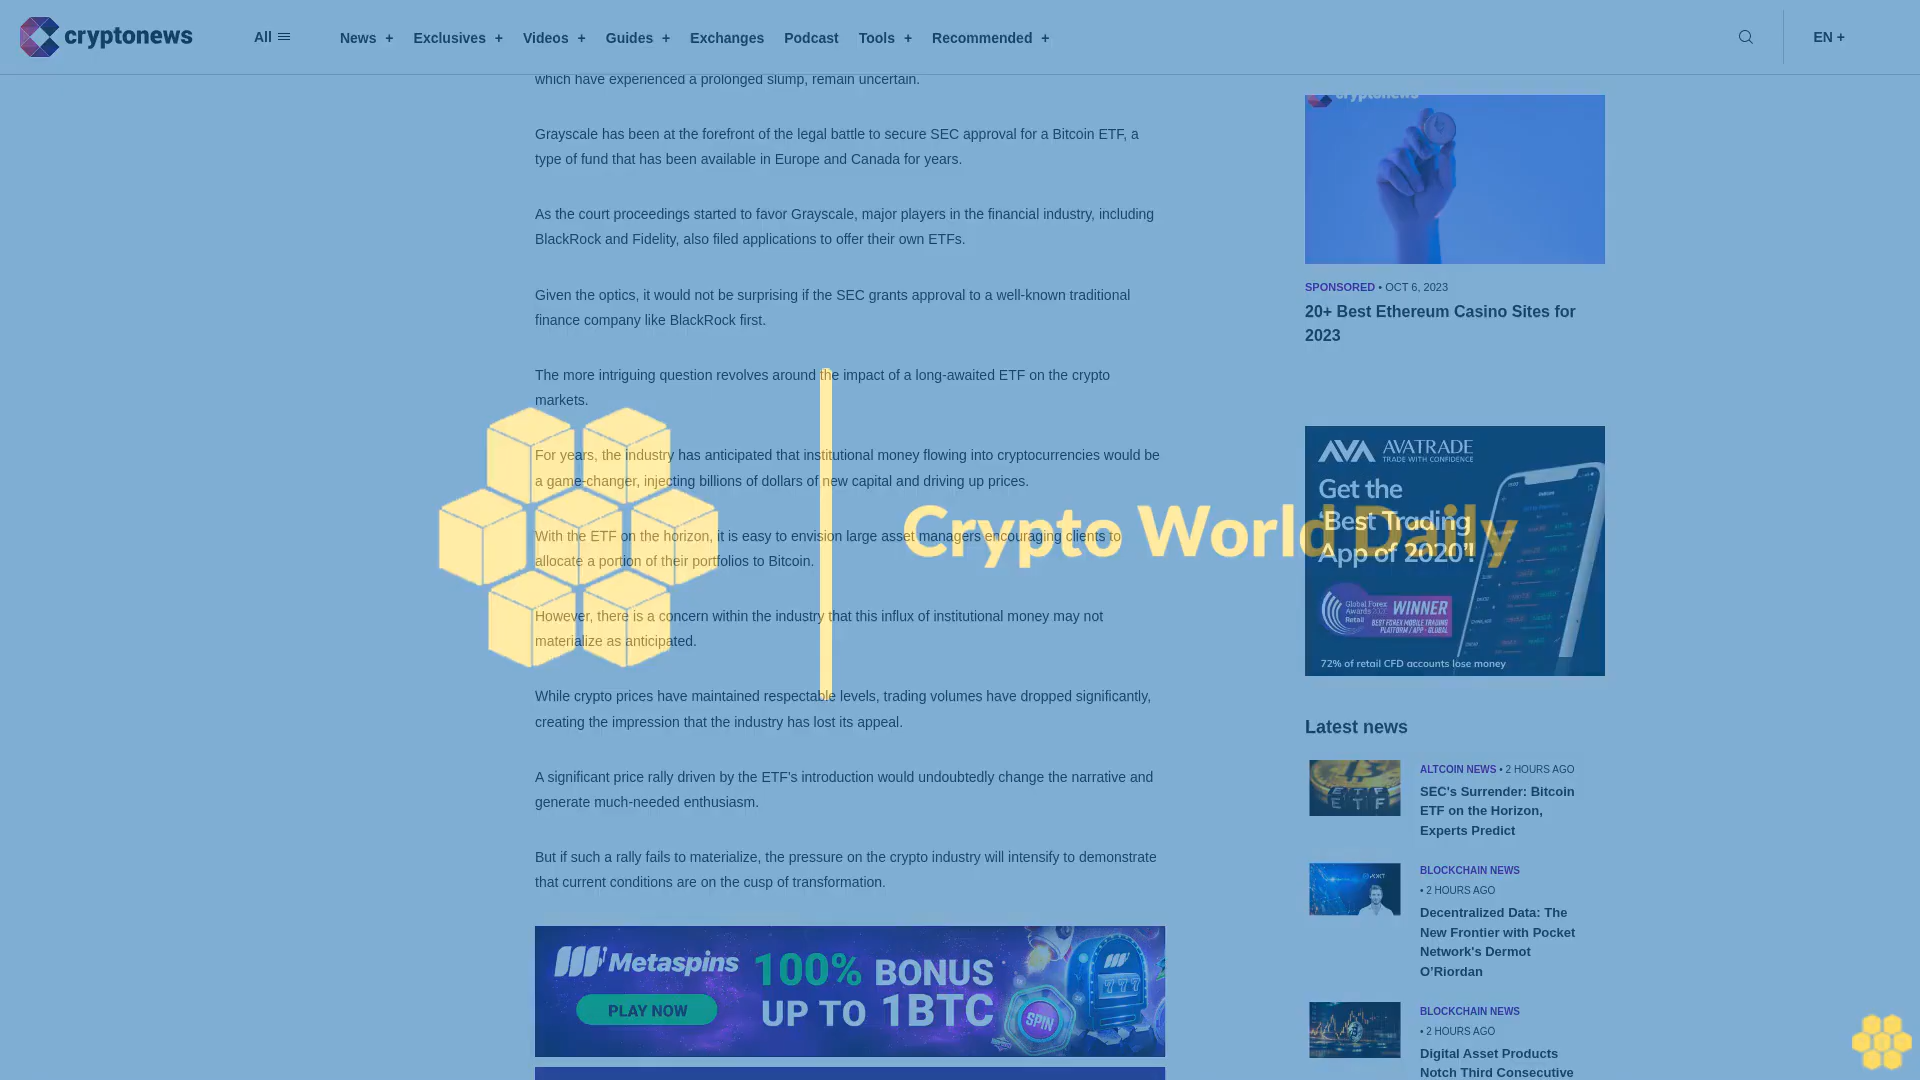 cryptonews
All
News + Exclusives + Videos + Guides + Exchanges Podcast Tools + Recommended +
EN +
which have experienced a prolonged slump, remain uncertain.
Grayscale has been at the forefront of the legal battle to secure SEC approval for a Bitcoin ETF, a
type of fund that has been available in Europe and Canada for years.
As the court proceedings started to favor Grayscale, major players in the financial industry, including
BlackRock and Fidelity, also filed applications to offer their own ETFs.
Given the optics, it would not be surprising if the SEC grants approval to a well-known traditional
finance company like BlackRock first.
The more intriguing question revolves around the impact of a long-awaited ETF on the crypto
markets.
For years, the industry has anticipated that institutional money flowing into cryptocurrencies would be
a game-changer, injecting billions of dollars of new capital and driving up prices.
With the ETF on the horizon, it is easy to envision large asset managers encouraging clients to
allocate a portion of their portfolios to Bitcoin.
However, there is a concern within the industry that this influx of institutional money may not
materialize as anticipated.
While crypto prices have maintained respectable levels, trading volumes have dropped significantly,
creating the impression that the industry has lost its appeal.
A significant price rally driven by the ETF's introduction would undoubtedly change the narrative and
generate much-needed enthusiasm.
But if such a rally fails to materialize, the pressure on the crypto industry will intensify to demonstrate
that current conditions are on the cusp of transformation.
Crypto World Daily
Metaspins
PLAY NOW
100% BONUS
UP TO 1BTC
777
SPIN
cryptonews
SPONSORED • OCT 6, 2023
20+ Best Ethereum Casino Sites for
2023
AVA AVATRADE
TRADE WITH CONFIDENCE
Get the
'Best Trading
App of 2020'!
Global Forex
Awards
Retail
WINNER
BEST FOREX MOBILE TRADING
PLATFORM / APP - GLOBAL
72% of retail CFD accounts lose money
Latest news
ETF
ETF
ALTCOIN NEWS • 2 HOURS AGO
SEC's Surrender: Bitcoin
ETF on the Horizon,
Experts Predict
BLOCKCHAIN NEWS
• 2 HOURS AGO
Decentralized Data: The
New Frontier with Pocket
Network's Dermot
O'Riordan
BLOCKCHAIN NEWS
• 2 HOURS AGO
Digital Asset Products
Notch Third Consecutive